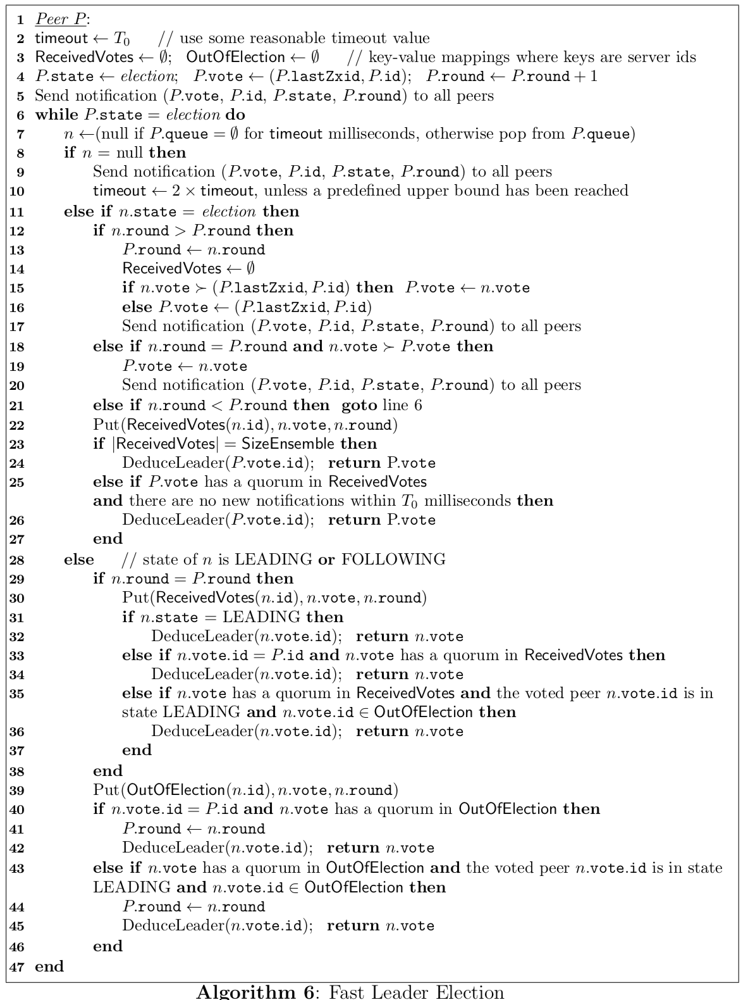 1 Peer P:
2 timeout ← T₀ // use some reasonable timeout value
3 ReceivedVotes ← ∅; OutOfElection ← ∅ // key-value mappings where keys are server ids
4 P.state ← election; P.vote ← (P.lastZxid, P.id); P.round ← P.round + 1
5 Send notification (P.vote, P.id, P.state, P.round) to all peers
6 while P.state = election do
7 n ←(null if P.queue = ∅ for timeout milliseconds, otherwise pop from P.queue)
8 if n = null then
9 Send notification (P.vote, P.id, P.state, P.round) to all peers
10 timeout ← 2 × timeout, unless a predefined upper bound has been reached
11 else if n.state = election then
12 if n.round > P.round then
13 P.round ← n.round
14 ReceivedVotes ← ∅
15 if n.vote ≻ (P.lastZxid, P.id) then P.vote ← n.vote
16 else P.vote ← (P.lastZxid, P.id)
17 Send notification (P.vote, P.id, P.state, P.round) to all peers
18 else if n.round = P.round and n.vote ≻ P.vote then
19 P.vote ← n.vote
20 Send notification (P.vote, P.id, P.state, P.round) to all peers
21 else if n.round < P.round then goto line 6
22 Put(ReceivedVotes(n.id), n.vote, n.round)
23 if |ReceivedVotes| = SizeEnsemble then
24 DeduceLeader(P.vote.id); return P.vote
25 else if P.vote has a quorum in ReceivedVotes
and there are no new notifications within T₀ milliseconds then
26 DeduceLeader(P.vote.id); return P.vote
27 end
28 else // state of n is LEADING or FOLLOWING
29 if n.round = P.round then
30 Put(ReceivedVotes(n.id), n.vote, n.round)
31 if n.state = LEADING then
32 DeduceLeader(n.vote.id); return n.vote
33 else if n.vote.id = P.id and n.vote has a quorum in ReceivedVotes then
34 DeduceLeader(n.vote.id); return n.vote
35 else if n.vote has a quorum in ReceivedVotes and the voted peer n.vote.id is in
state LEADING and n.vote.id ∈ OutOfElection then
36 DeduceLeader(n.vote.id); return n.vote
37 end
38 end
39 Put(OutOfElection(n.id), n.vote, n.round)
40 if n.vote.id = P.id and n.vote has a quorum in OutOfElection then
41 P.round ← n.round
42 DeduceLeader(n.vote.id); return n.vote
43 else if n.vote has a quorum in OutOfElection and the voted peer n.vote.id is in state
LEADING and n.vote.id ∈ OutOfElection then
44 P.round ← n.round
45 DeduceLeader(n.vote.id); return n.vote
46 end
47 end
Algorithm 6: Fast Leader Election